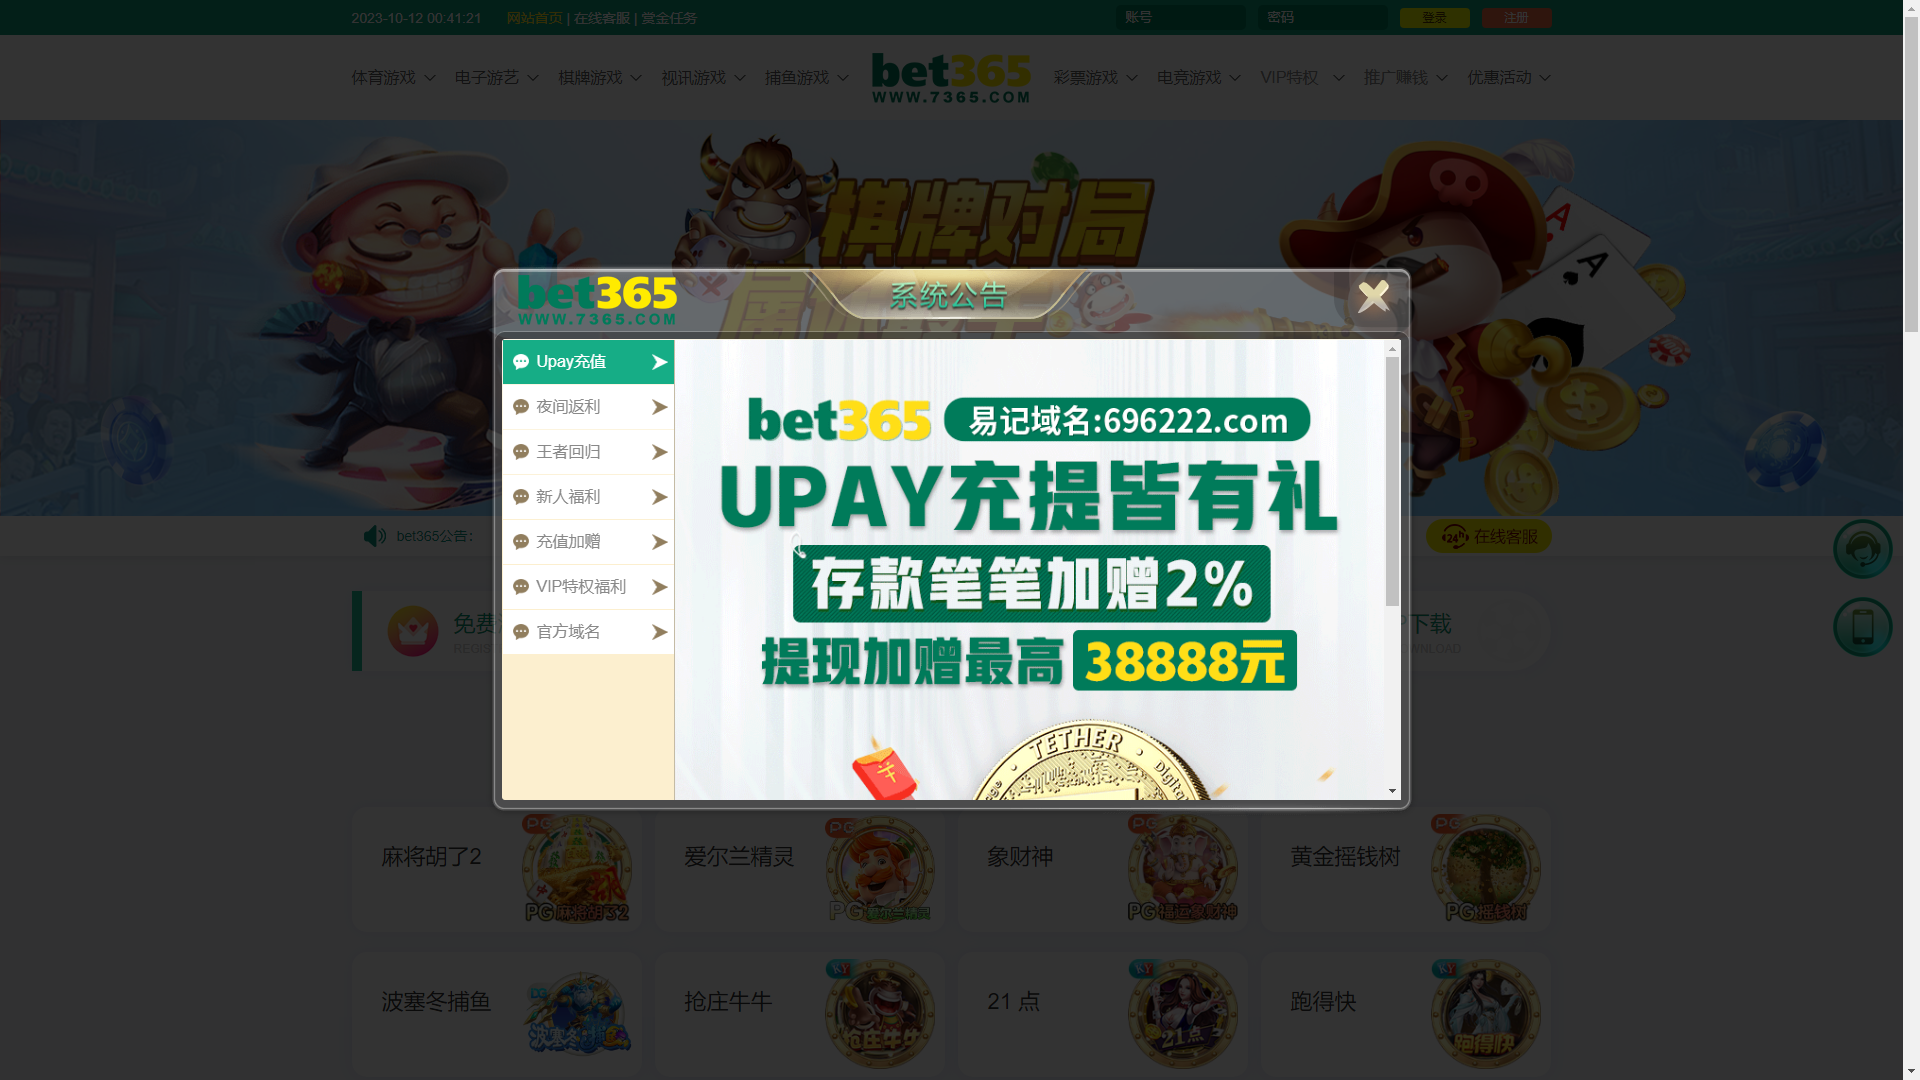 2023-10-12 00:41:21 网站首页 | 在线客服 | 赏金任务 账号 密码 登录 注册
体育游戏 电子游艺 棋牌游戏 视讯游戏 捕鱼游戏 bet365 彩票游戏 电竞游戏 VIP特权 推广赚钱 优惠活动
WWW.7365.COM
棋牌对局
bet365
WWW.7365.COM
系统公告
Upay充值
夜间返利
王者回归
新人福利
充值加赠
VIP特权福利
官方域名
bet365 易记域名:696222.com
UPAY充提皆有礼
存款笔笔加赠2%
提现加赠最高 38888元
TETHER
bet365公告:
24h 在线客服
免费
下载
麻将胡了2
PG
PG麻将胡了2
爱尔兰精灵
PG
PG爱尔兰精灵
象财神
PG
PG福运象财神
黄金摇钱树
PG
PG摇钱树
波塞冬捕鱼
波塞冬捕鱼
抢庄牛牛
KY
抢庄牛牛
21 点
KY
21点
跑得快
KY
跑得快